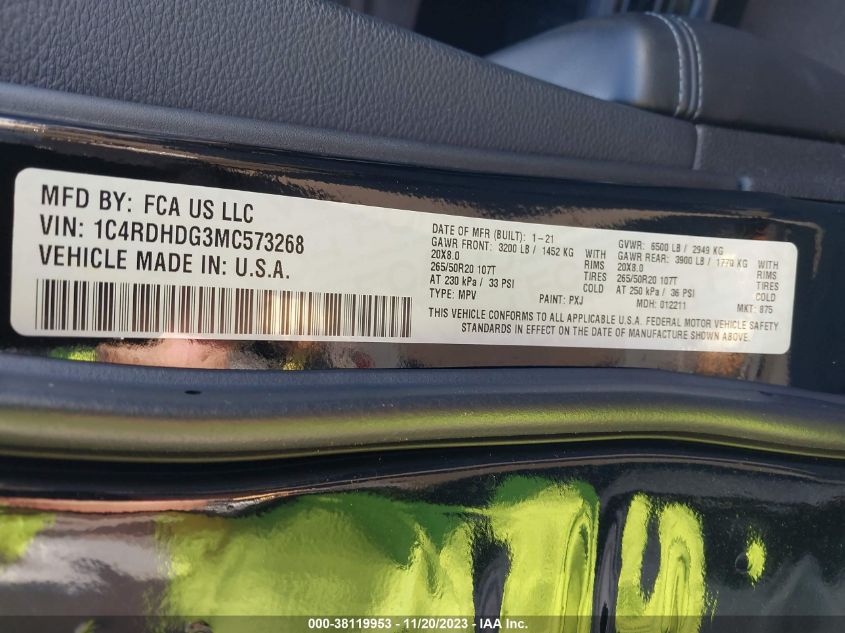 MFD BY: FCA US LLC
VIN: 1C4RDHDG3MC573268
VEHICLE MADE IN: U.S.A.
DATE OF MFR (BUILT): 1-21
GAWR FRONT: 3200 LB / 1452 KG WITH
20X8.0 RIMS
265/50R20 107T TIRES
AT 230 kPa / 33 PSI COLD
TYPE: MPV PAINT: PXJ
GVWR: 6500 LB / 2949 KG
GAWR REAR: 3900 LB / 1770 KG WITH
20X8.0 RIMS
265/50R20 107T TIRES
AT 250 kPa / 36 PSI COLD
MDH: 012211 MKT: 875
THIS VEHICLE CONFORMS TO ALL APPLICABLE U.S.A. FEDERAL MOTOR VEHICLE SAFETY
STANDARDS IN EFFECT ON THE DATE OF MANUFACTURE SHOWN ABOVE.
000-38119953 - 11/20/2023 - IAA Inc.